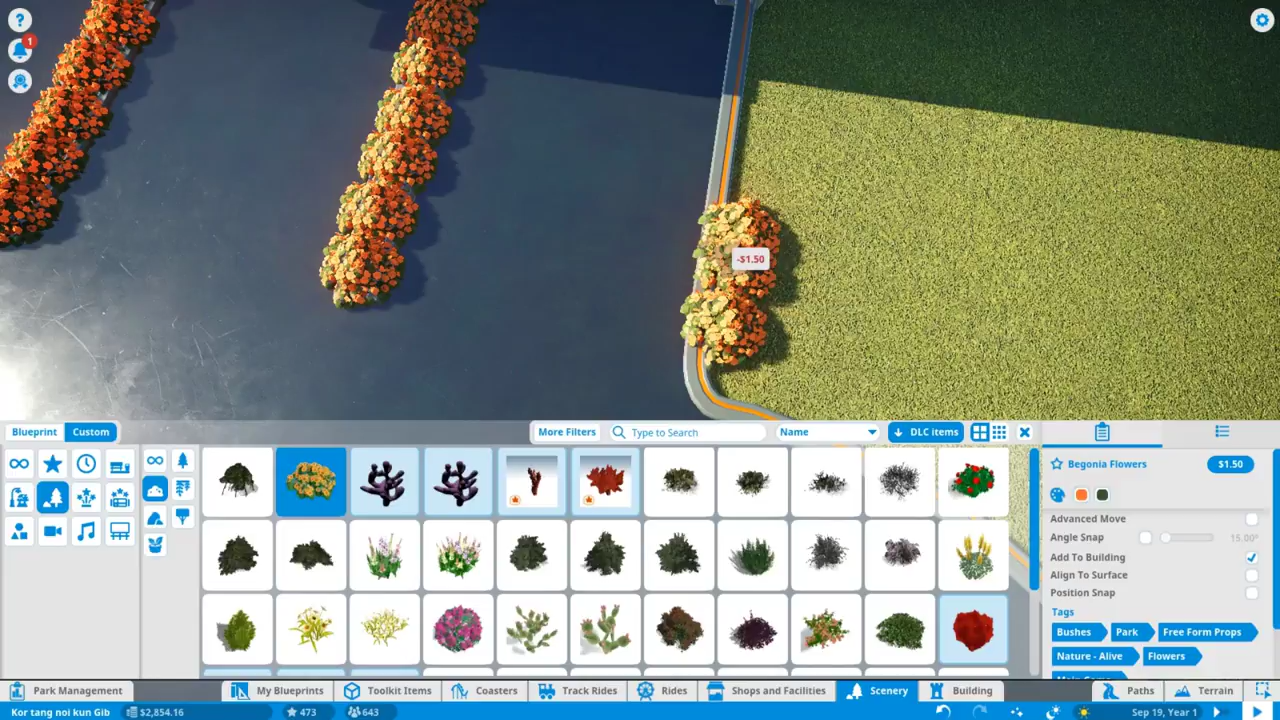 ?
1
-$1.50
Blueprint
Custom
More Filters
Type to Search
Name
DLC items
Begonia Flowers
$1.50
Advanced Move
Angle Snap
15.00°
Add To Building
Align To Surface
Position Snap
Tags
Bushes
Park
Free Form Props
Nature - Alive
Flowers
Park Management
My Blueprints
Toolkit Items
Coasters
Track Rides
Rides
Shops and Facilities
Scenery
Building
Paths
Terrain
Kor tang noi kun Gib
$2,854.16
473
643
Sep 19, Year 1